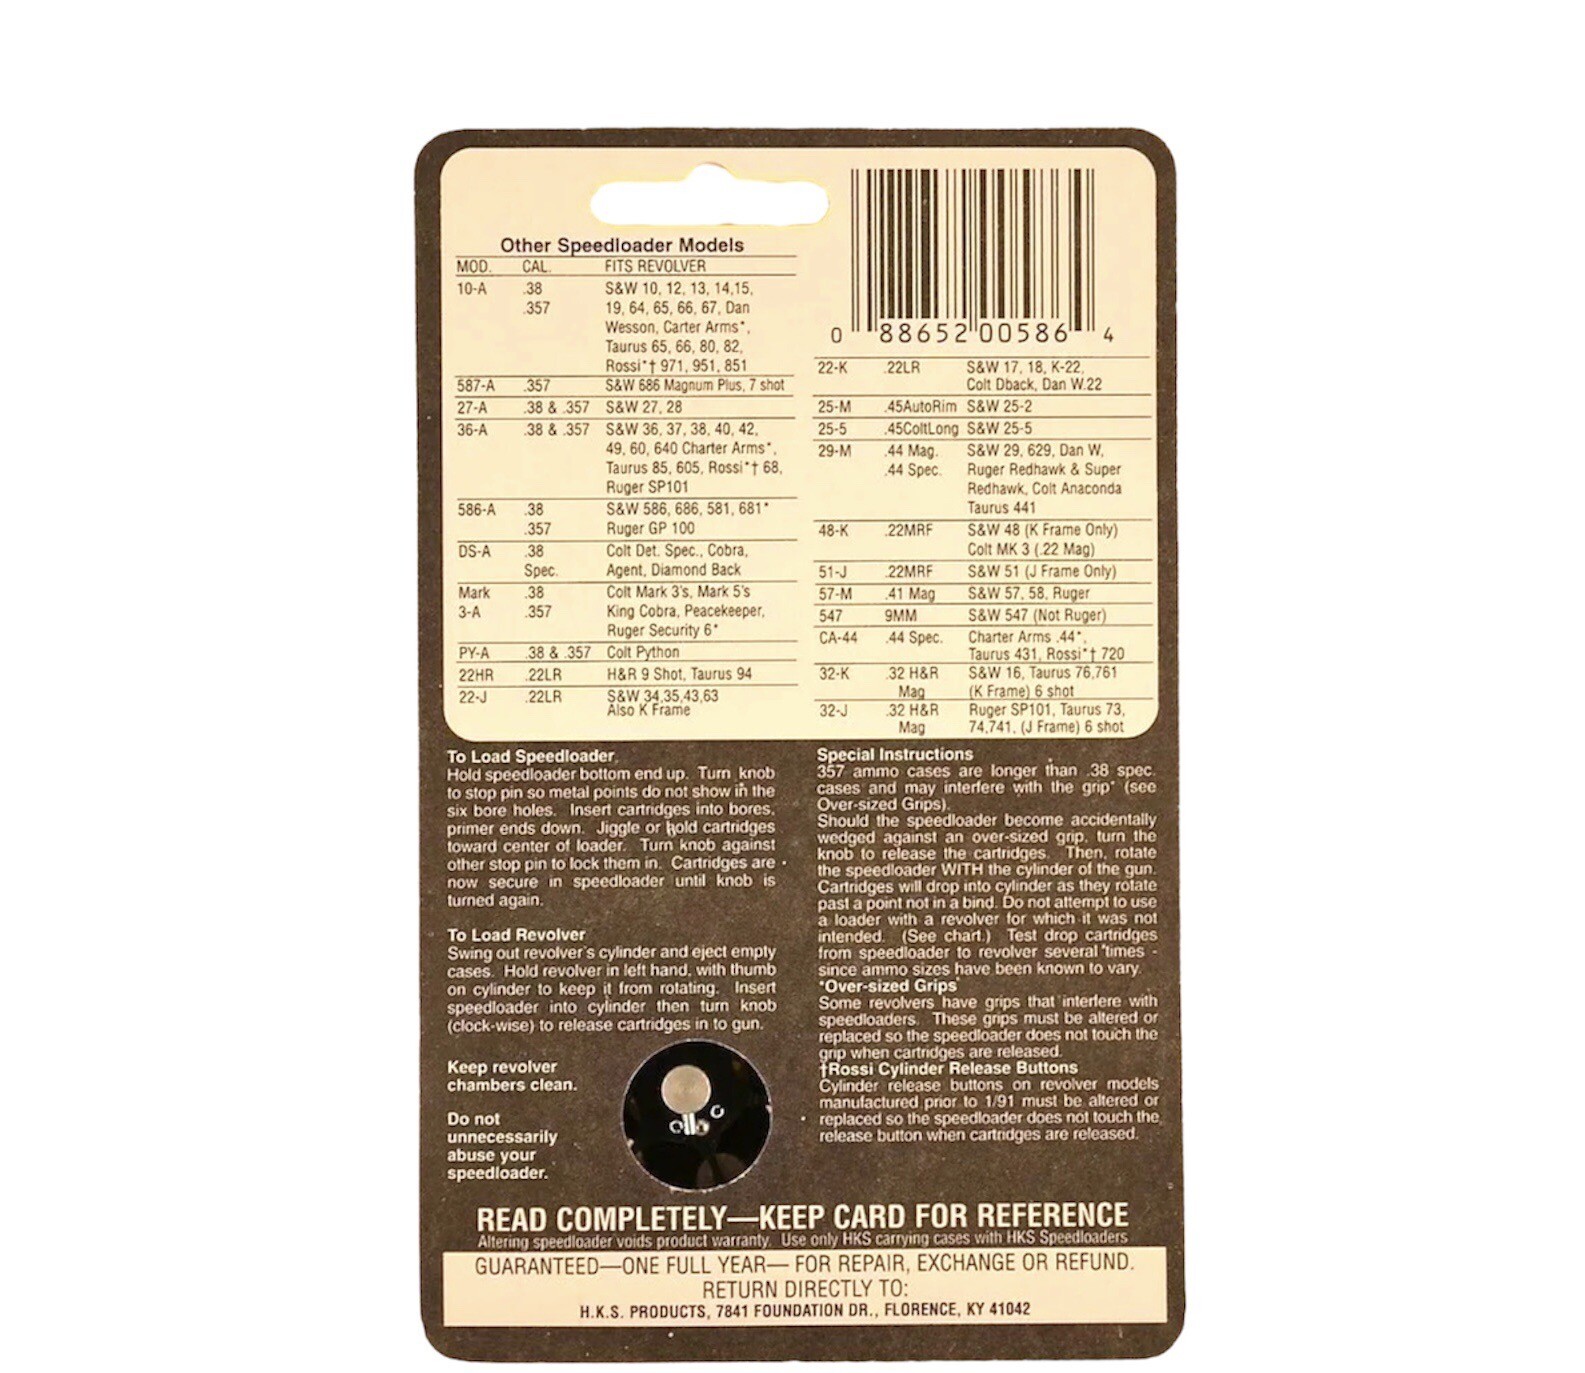 Other Speedloader Models
MOD. CAL. FITS REVOLVER
10-A .38 S&W 10, 12, 13, 14,15,
.357 19, 64, 65, 66, 67, Dan
Wesson, Carter Arms*,
Taurus 65, 66, 80, 82,
Rossi*† 971, 951, 851
587-A .357 S&W 686 Magnum Plus, 7 shot
27-A .38 & .357 S&W 27, 28
36-A .38 & .357 S&W 36, 37, 38, 40, 42,
49, 60, 640 Charter Arms*,
Taurus 85, 605, Rossi*† 68,
Ruger SP101
586-A .38 S&W 586, 686, 581, 681*
.357 Ruger GP 100
DS-A .38 Colt Det. Spec., Cobra,
Spec. Agent, Diamond Back
Mark .38 Colt Mark 3's, Mark 5's
3-A .357 King Cobra, Peacekeeper,
Ruger Security 6*
PY-A .38 & .357 Colt Python
22HR .22LR H&R 9 Shot, Taurus 94
22-J .22LR S&W 34,35,43,63
Also K Frame
0 88652 00586 4
22-K .22LR S&W 17, 18, K-22,
Colt Dback, Dan W.22
25-M .45AutoRim S&W 25-2
25-5 .45ColtLong S&W 25-5
29-M .44 Mag. S&W 29, 629, Dan W,
.44 Spec. Ruger Redhawk & Super
Redhawk, Colt Anaconda
Taurus 441
48-K .22MRF S&W 48 (K Frame Only)
Colt MK 3 (.22 Mag)
51-J .22MRF S&W 51 (J Frame Only)
57-M .41 Mag S&W 57, 58, Ruger
547 9MM S&W 547 (Not Ruger)
CA-44 .44 Spec. Charter Arms .44*,
Taurus 431, Rossi*† 720
32-K .32 H&R S&W 16, Taurus 76,761
Mag (K Frame) 6 shot
32-J .32 H&R Ruger SP101, Taurus 73,
Mag 74,741, (J Frame) 6 shot
To Load Speedloader
Hold speedloader bottom end up. Turn knob
to stop pin so metal points do not show in the
six bore holes. Insert cartridges into bores,
primer ends down. Jiggle or hold cartridges
toward center of loader. Turn knob against
other stop pin to lock them in. Cartridges are
now secure in speedloader until knob is
turned again.
To Load Revolver
Swing out revolver's cylinder and eject empty
cases. Hold revolver in left hand, with thumb
on cylinder to keep it from rotating. Insert
speedloader into cylinder then turn knob
(clock-wise) to release cartridges in to gun.
Keep revolver
chambers clean.
Do not
unnecessarily
abuse your
speedloader.
Special Instructions
357 ammo cases are longer than .38 spec.
cases and may interfere with the grip* (see
Over-sized Grips).
Should the speedloader become accidentally
wedged against an over-sized grip, turn the
knob to release the cartridges. Then, rotate
the speedloader WITH the cylinder of the gun.
Cartridges will drop into cylinder as they rotate
past a point not in a bind. Do not attempt to use
a loader with a revolver for which it was not
intended. (See chart.) Test drop cartridges
from speedloader to revolver several times -
since ammo sizes have been known to vary.
*Over-sized Grips
Some revolvers have grips that interfere with
speedloaders. These grips must be altered or
replaced so the speedloader does not touch the
grip when cartridges are released.
†Rossi Cylinder Release Buttons
Cylinder release buttons on revolver models
manufactured prior to 1/91 must be altered or
replaced so the speedloader does not touch the
release button when cartridges are released.
READ COMPLETELY—KEEP CARD FOR REFERENCE
Altering speedloader voids product warranty. Use only HKS carrying cases with HKS Speedloaders
GUARANTEED—ONE FULL YEAR— FOR REPAIR, EXCHANGE OR REFUND.
RETURN DIRECTLY TO:
H.K.S. PRODUCTS, 7841 FOUNDATION DR., FLORENCE, KY 41042